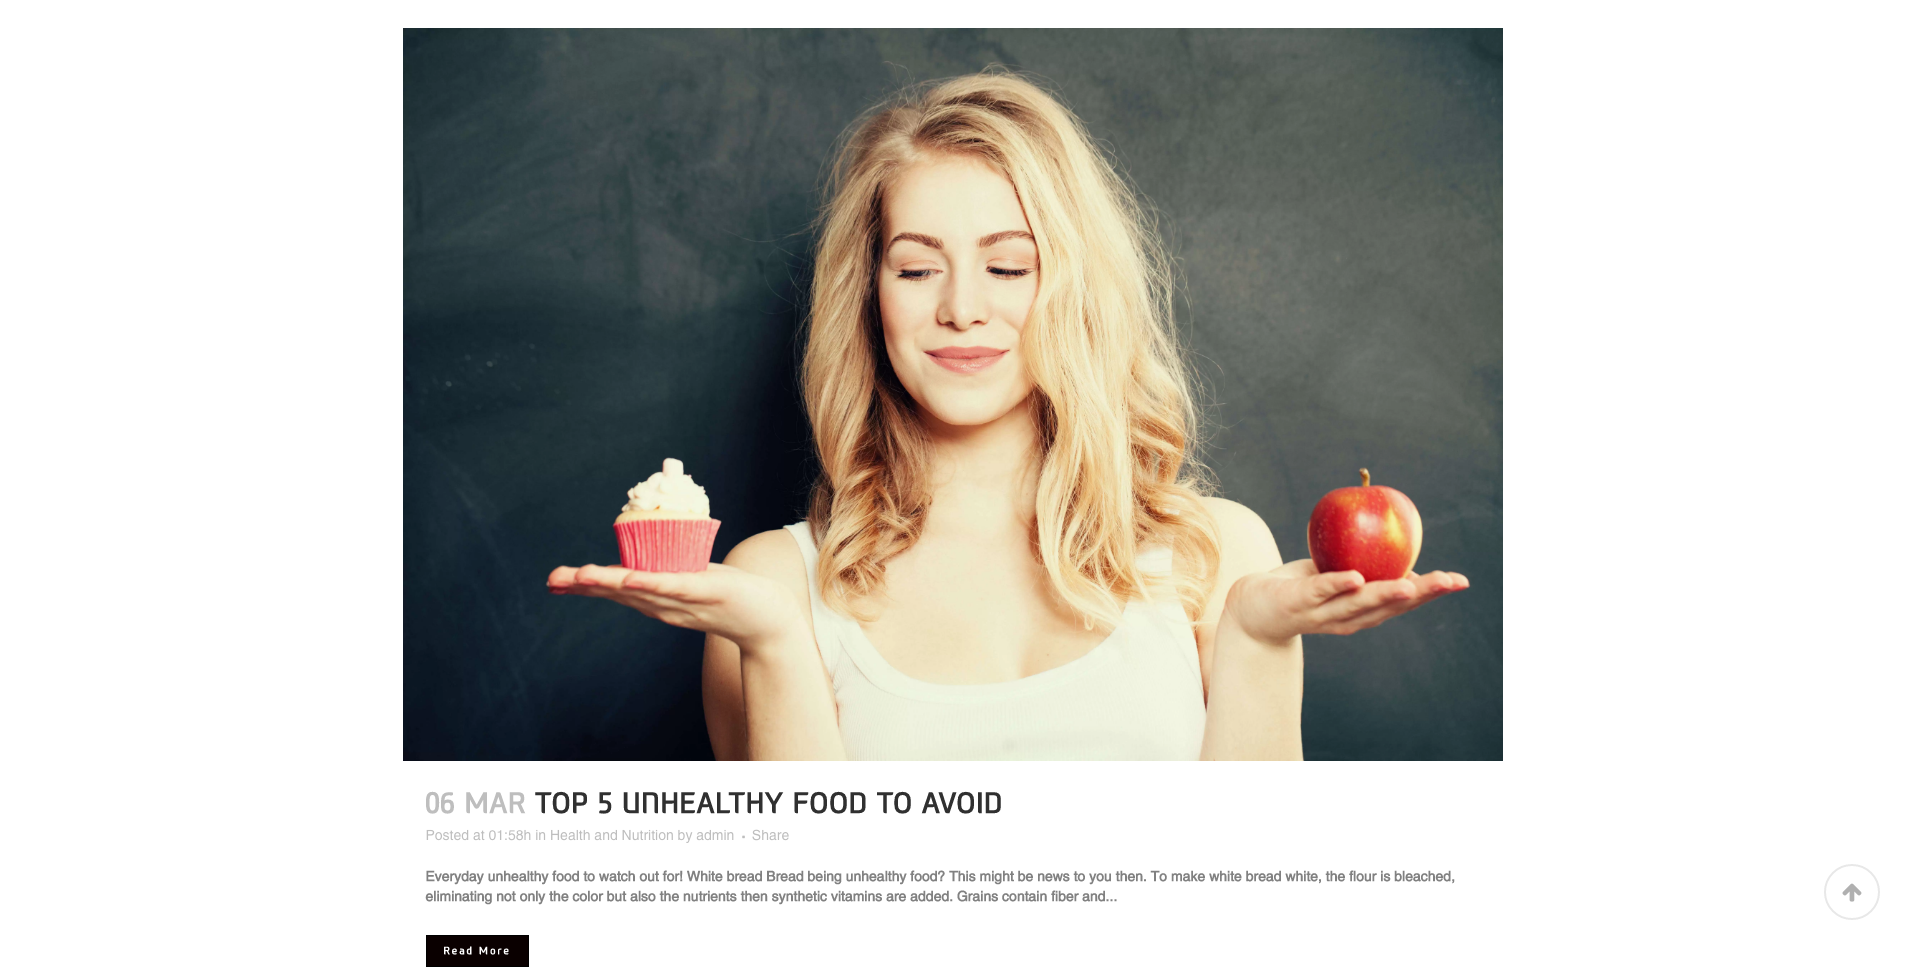 06 MAR TOP 5 UNHEALTHY FOOD TO AVOID
Posted at 01:58h in Health and Nutrition by admin • Share
Everyday unhealthy food to watch out for! White bread Bread being unhealthy food? This might be news to you then. To make white bread white, the flour is bleached,
eliminating not only the color but also the nutrients then synthetic vitamins are added. Grains contain fiber and...
Read More